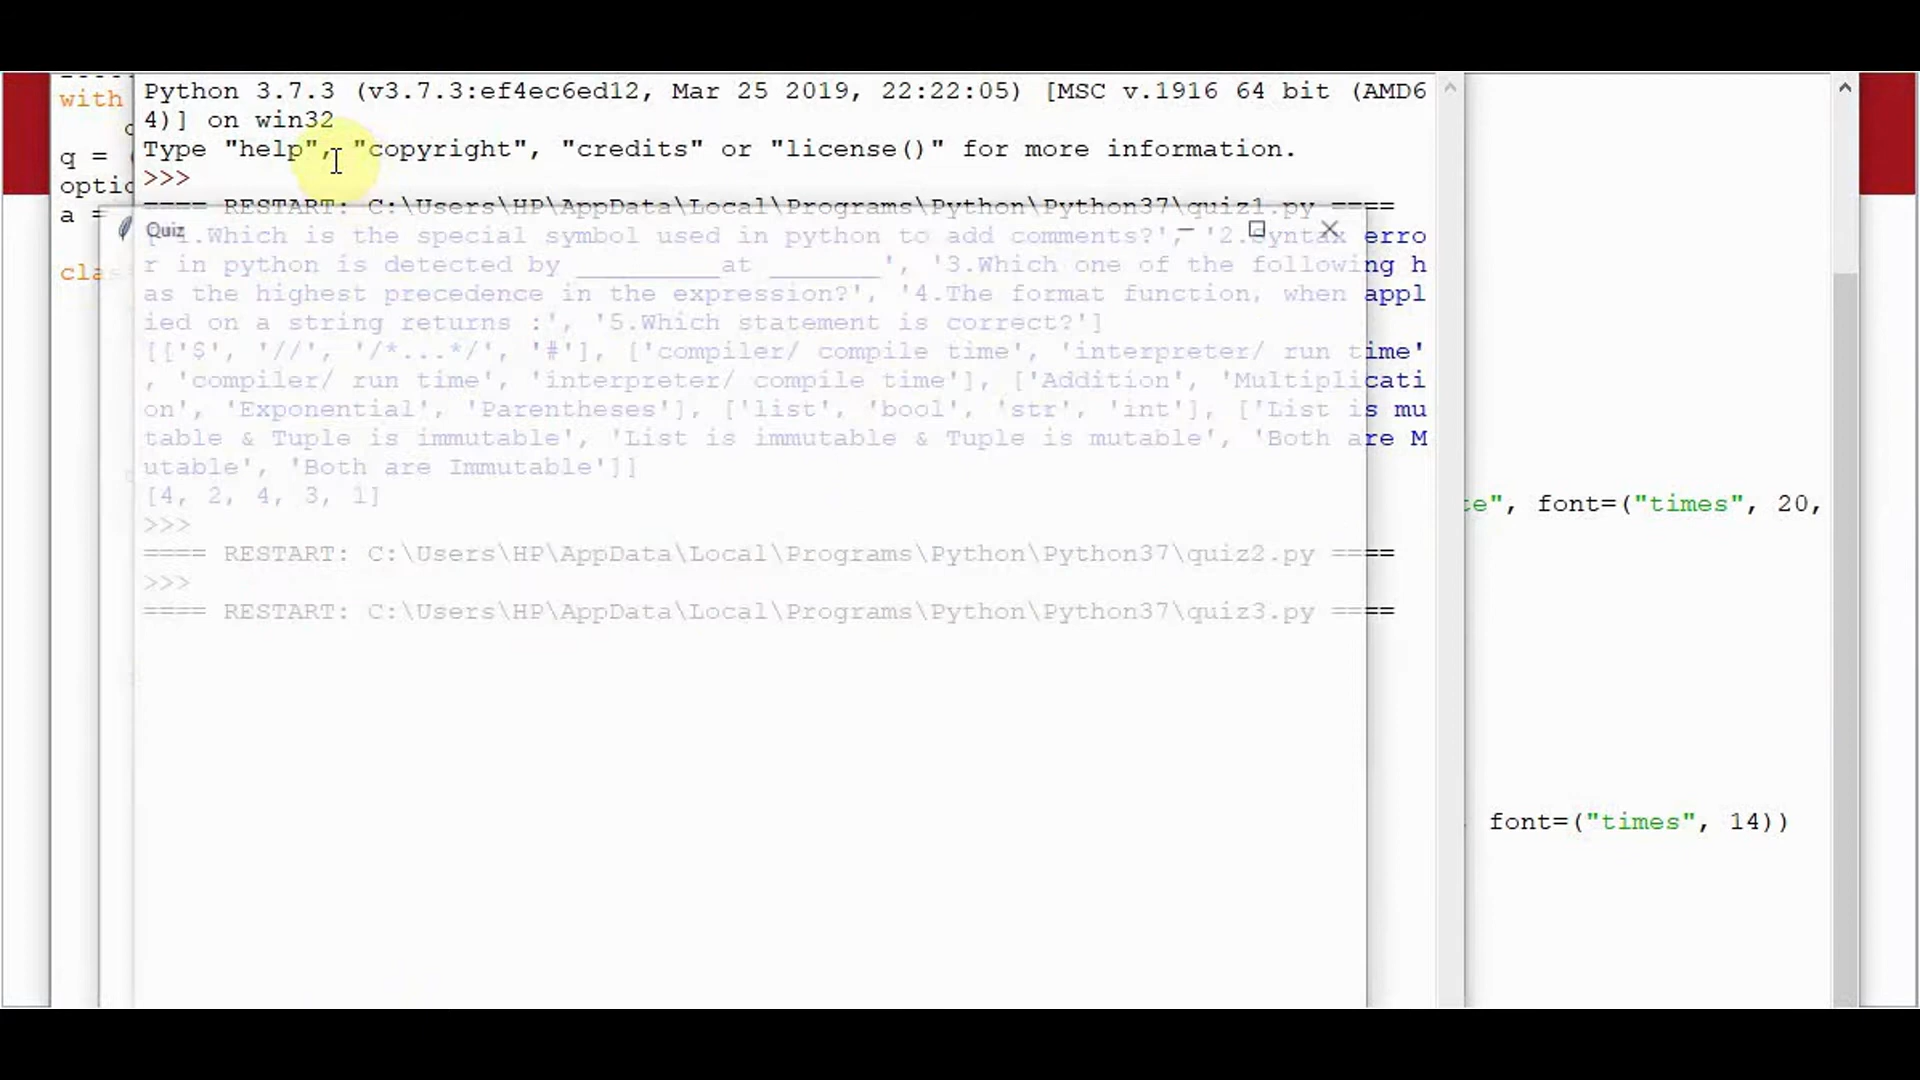 with
q = (
optio
a =
clas
Python 3.7.3 (v3.7.3:ef4ec6ed12, Mar 25 2019, 22:22:05) [MSC v.1916 64 bit (AMD6
4)] on win32
Type "help", "copyright", "credits" or "license()" for more information.
>>>
==== RESTART: C:\Users\HP\AppData\Local\Programs\Python\Python37\quiz1.py ====
Quiz
['1.Which is the special symbol used in python to add comments?', '2.Syntax erro
r in python is detected by _________at _______', '3.Which one of the following h
as the highest precedence in the expression?', '4.The format function, when appl
ied on a string returns :', '5.Which statement is correct?']
[['$', '//', '/*...*/', '#'], ['compiler/ compile time', 'interpreter/ run time'
, 'compiler/ run time', 'interpreter/ compile time'], ['Addition', 'Multiplicati
on', 'Exponential', 'Parentheses'], ['list', 'bool', 'str', 'int'], ['List is mu
table & Tuple is immutable', 'List is immutable & Tuple is mutable', 'Both are M
utable', 'Both are Immutable']]
[4, 2, 4, 3, 1]
>>>
==== RESTART: C:\Users\HP\AppData\Local\Programs\Python\Python37\quiz2.py ====
>>>
==== RESTART: C:\Users\HP\AppData\Local\Programs\Python\Python37\quiz3.py ====
te", font=("times", 20,
font=("times", 14))